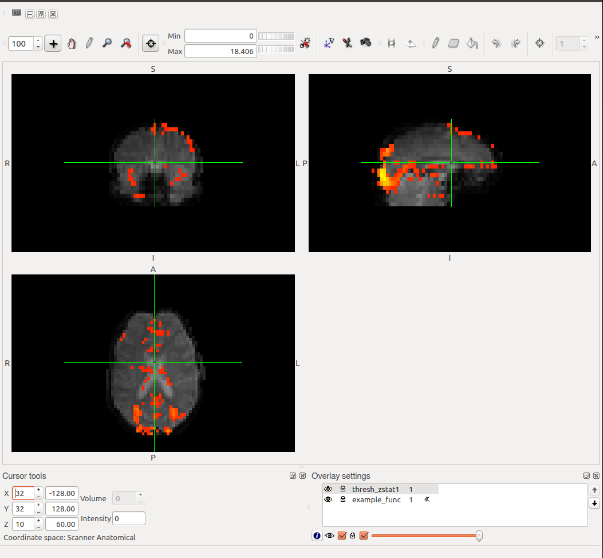 100
Min 0
Max 18.406
1
»
S
S
R
L
P
A
I
I
A
R
L
P
Cursor tools
X 32 -128.00
Y 32 128.00
Z 10 60.00
Volume 0
Intensity 0
Coordinate space: Scanner Anatomical
Overlay settings
thresh_zstat1 1
example_func 1